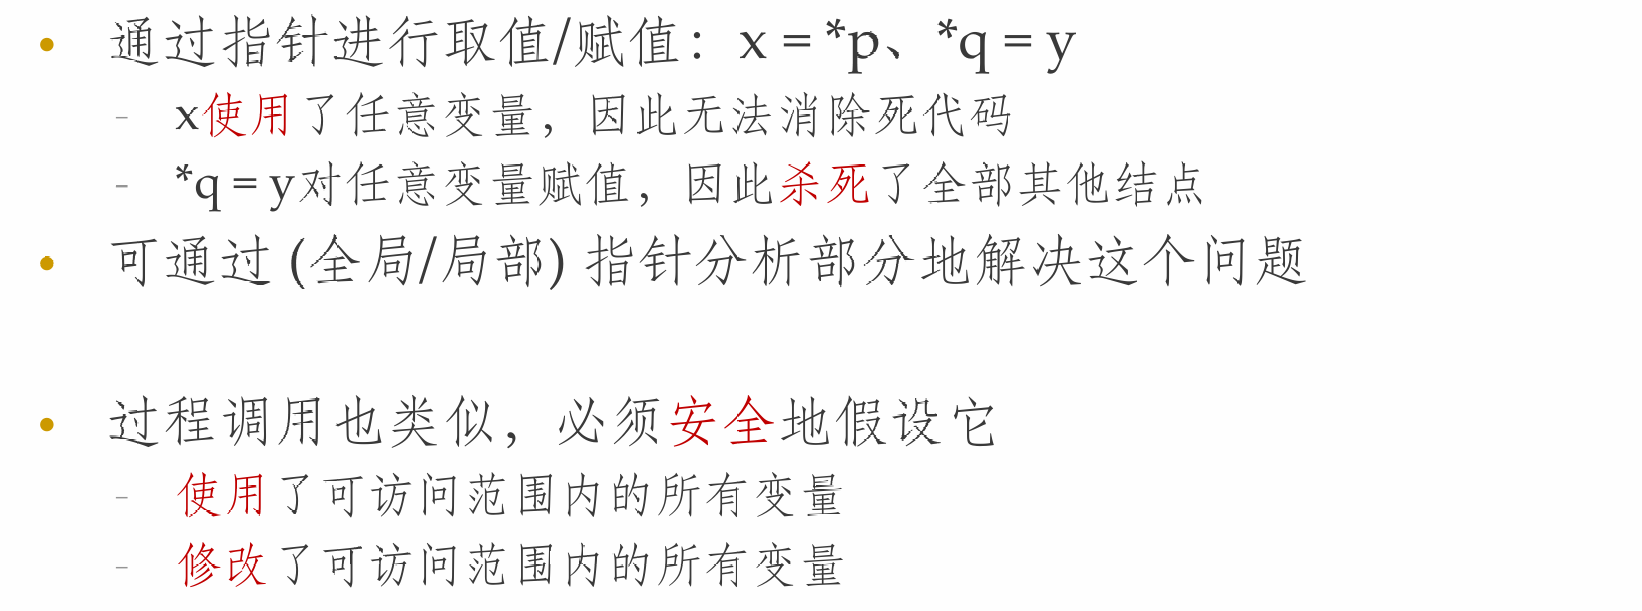 • 通过指针进行取值/赋值：x = *p、*q = y
- x使用了任意变量，因此无法消除死代码
- *q = y对任意变量赋值，因此杀死了全部其他结点
• 可通过 (全局/局部) 指针分析部分地解决这个问题
• 过程调用也类似，必须安全地假设它
- 使用了可访问范围内的所有变量
- 修改了可访问范围内的所有变量